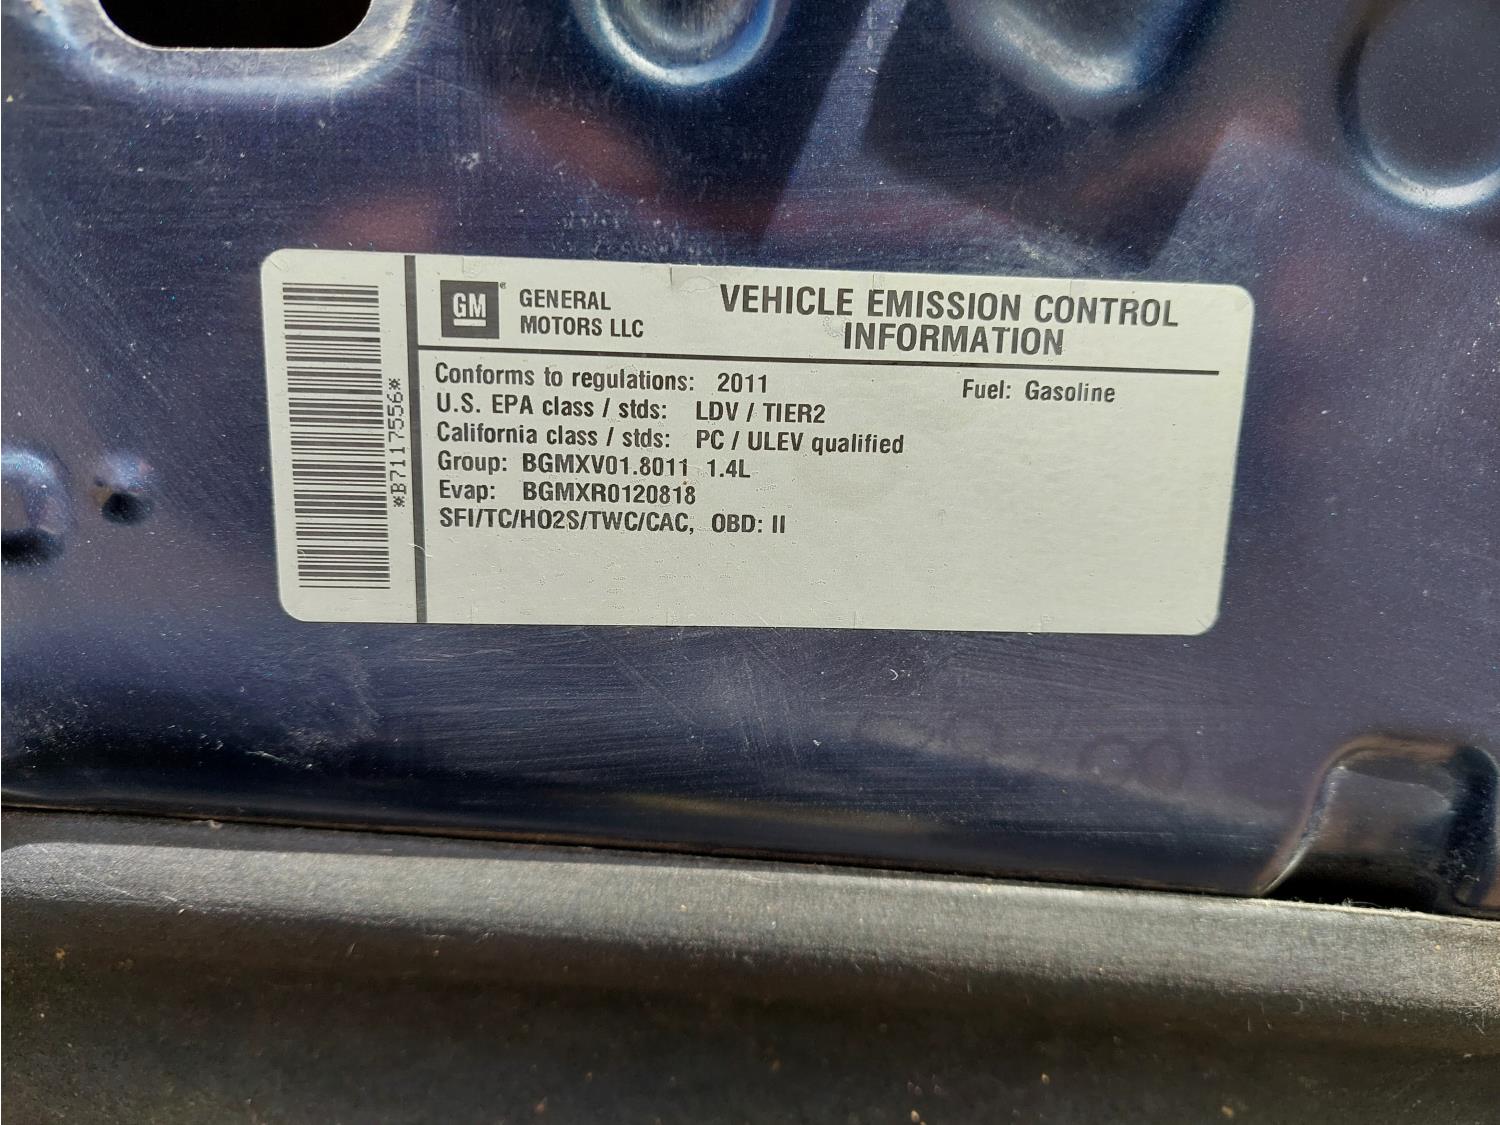 *B7117556*
GM
GENERAL
MOTORS LLC
VEHICLE EMISSION CONTROL
INFORMATION
Conforms to regulations: 2011
Fuel: Gasoline
U.S. EPA class / stds: LDV / TIER2
California class / stds: PC / ULEV qualified
Group: BGMXV01.8011 1.4L
Evap: BGMXR0120818
SFI/TC/HO2S/TWC/CAC, OBD: II